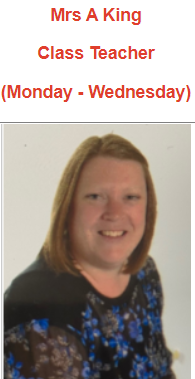 Mrs A King
Class Teacher
(Monday - Wednesday)